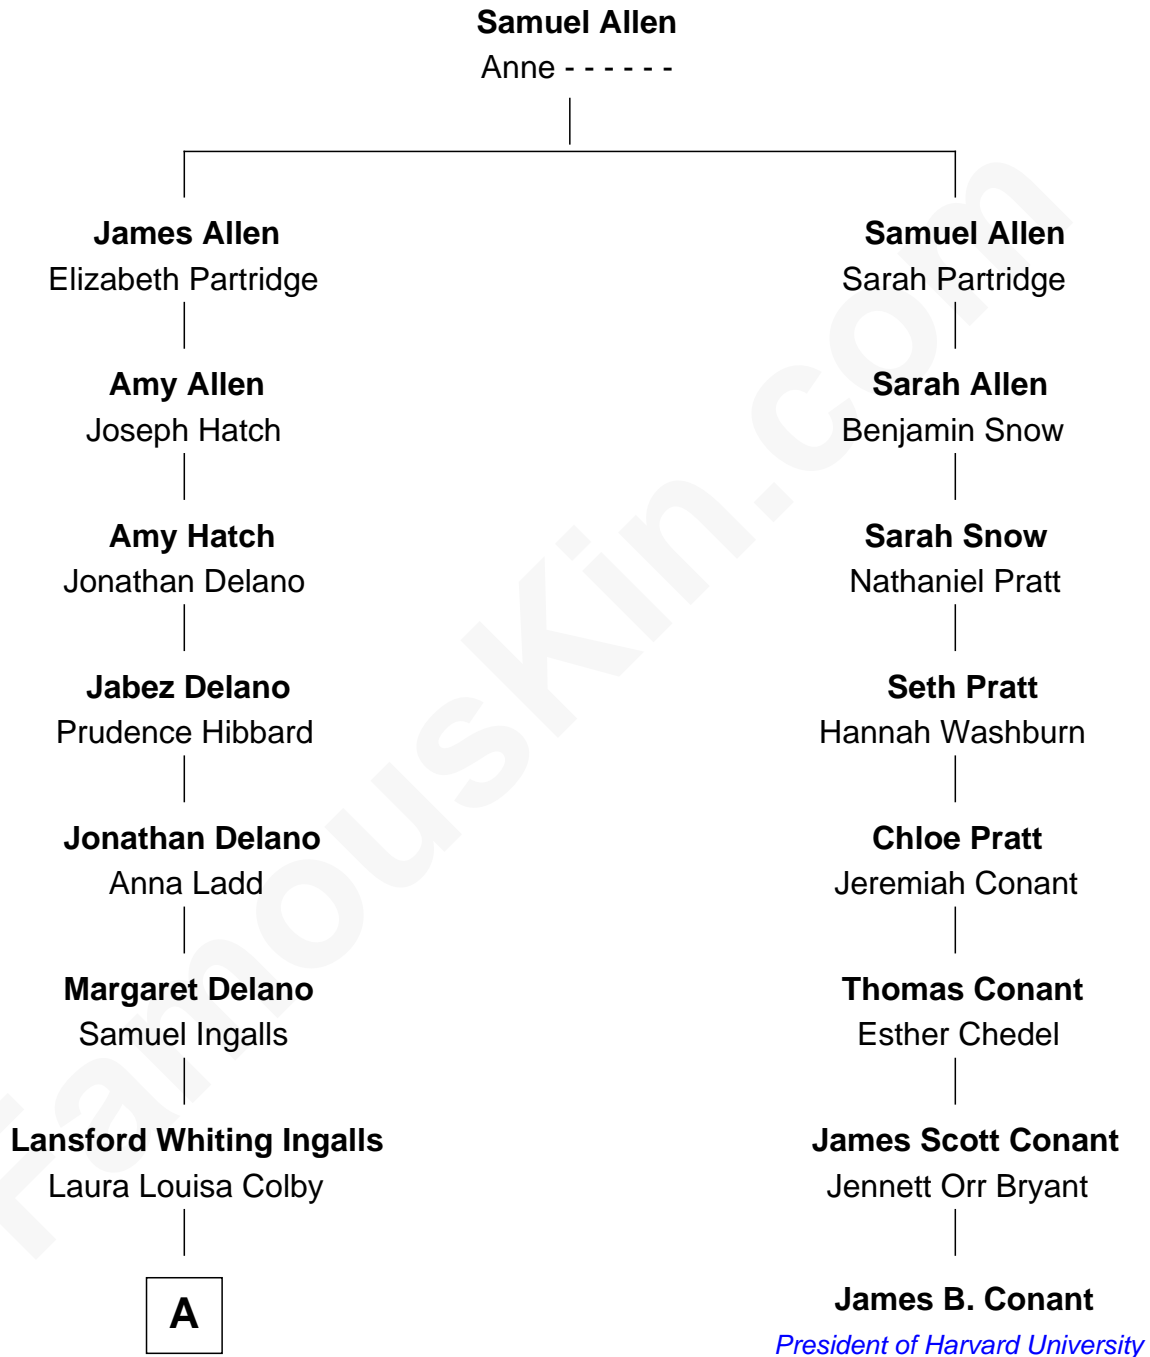 Samuel Allen
Anne - - - - - -
James Allen
Elizabeth Partridge
Samuel Allen
Sarah Partridge
Amy Allen
Joseph Hatch
Sarah Allen
Benjamin Snow
Amy Hatch
Jonathan Delano
Sarah Snow
Nathaniel Pratt
Jabez Delano
Prudence Hibbard
Seth Pratt
Hannah Washburn
Jonathan Delano
Anna Ladd
Chloe Pratt
Jeremiah Conant
Margaret Delano
Samuel Ingalls
Thomas Conant
Esther Chedel
Lansford Whiting Ingalls
Laura Louisa Colby
James Scott Conant
Jennett Orr Bryant
A
James B. Conant
President of Harvard University
FamousKin.com